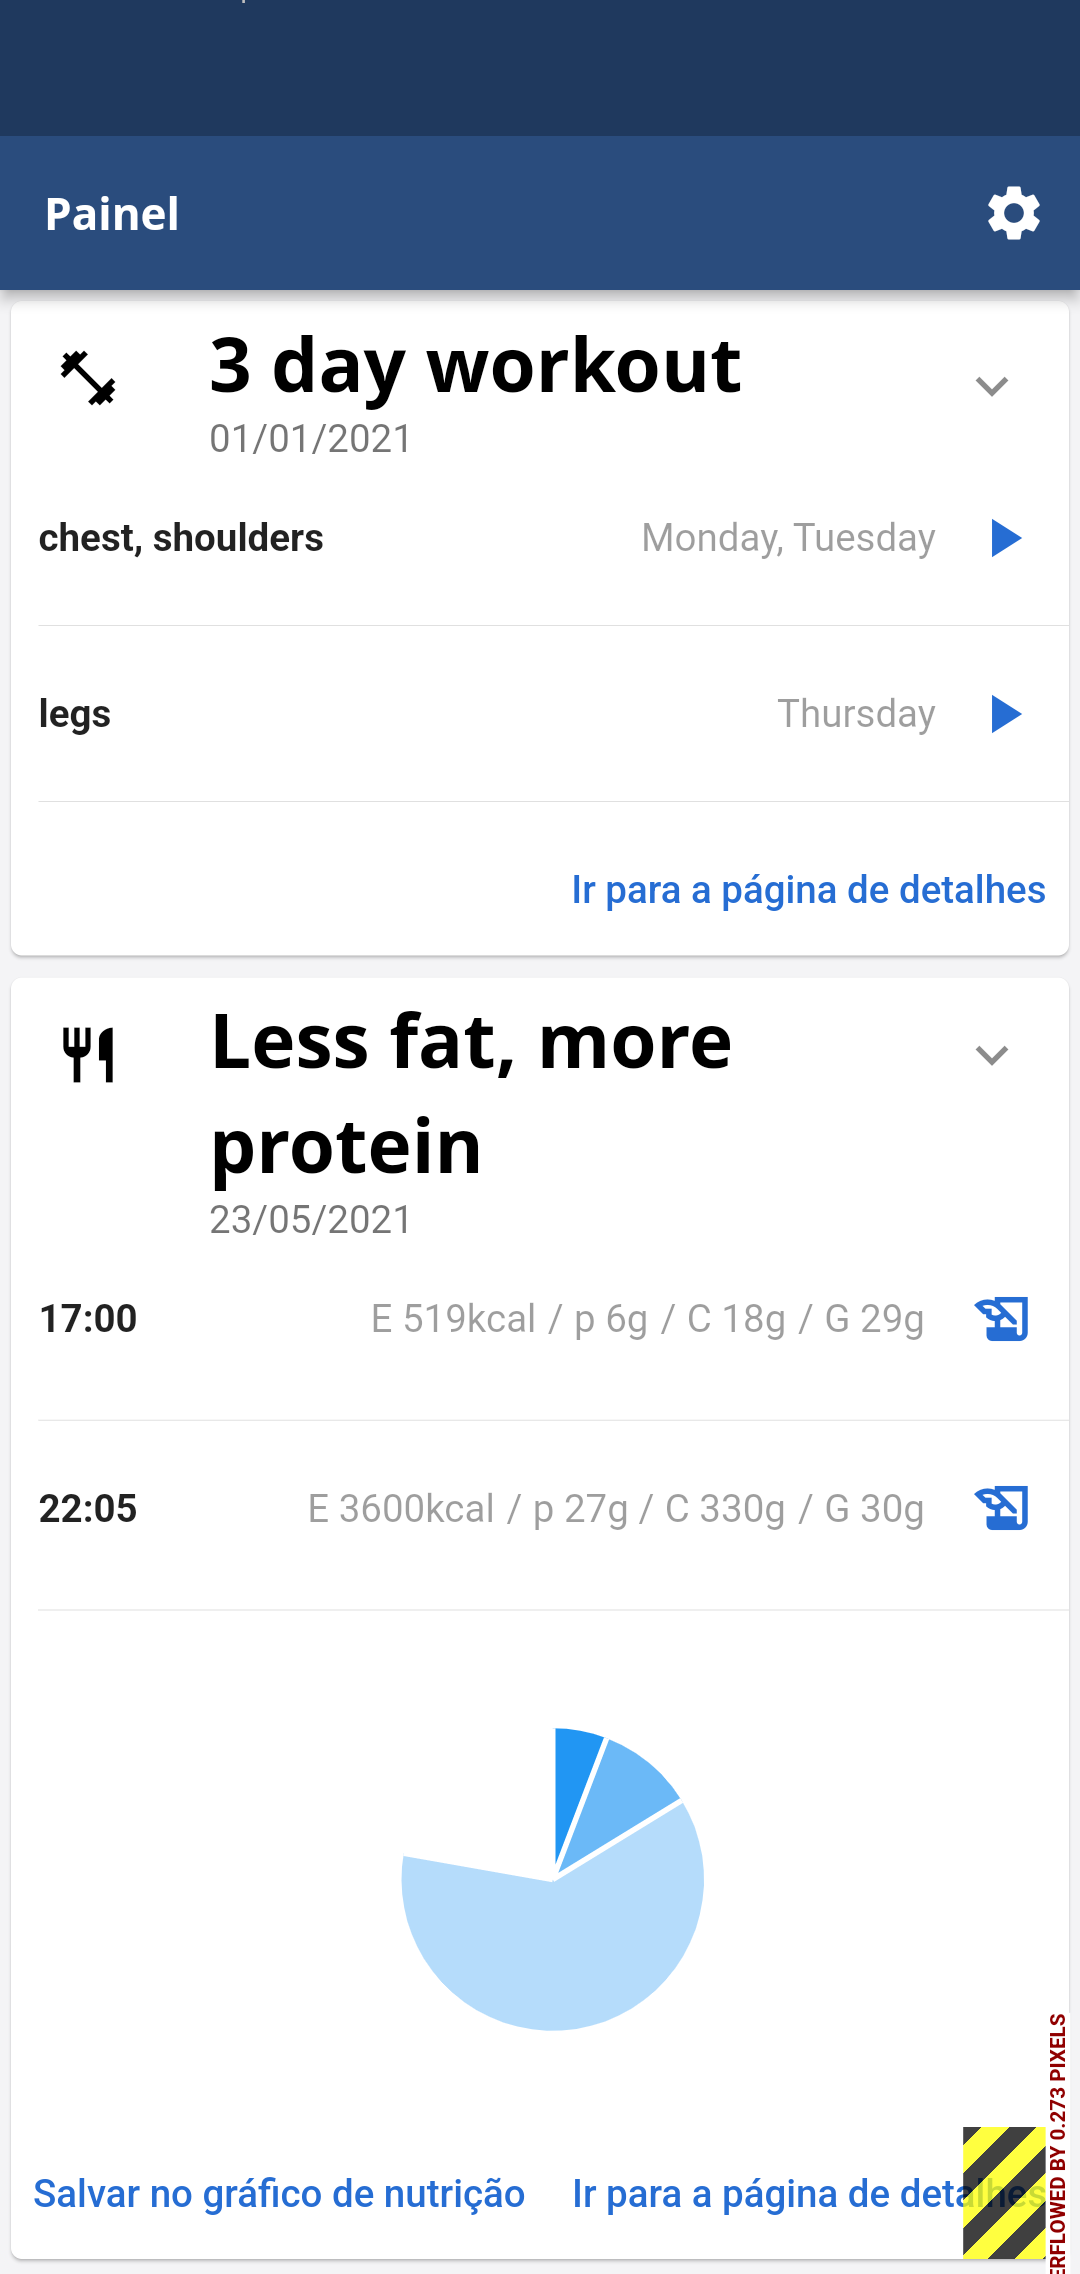 Painel
3 day workout
01/01/2021
chest, shoulders Monday, Tuesday
legs Thursday
Ir para a página de detalhes
Less fat, more
protein
23/05/2021
17:00 E 519kcal / p 6g / C 18g / G 29g
22:05 E 3600kcal / p 27g / C 330g / G 30g
Salvar no gráfico de nutrição Ir para a página de detalhes
ERFLOWED BY 0.273 PIXELS